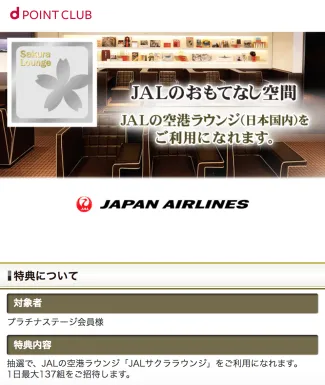 d POINT CLUB
Sakura
Lounge
JALのおもてなし空間
JALの空港ラウンジ(日本国内)を
ご利用になれます。
JAL
JAPAN AIRLINES
特典について
対象者
プラチナステージ会員様
特典内容
抽選で、JALの空港ラウンジ「JALサクララウンジ」をご利用になれます。
1日最大137組をご招待します。